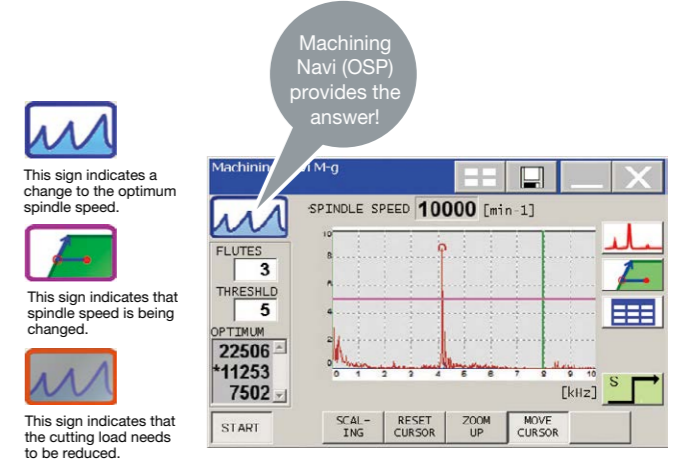 Machining
Navi (OSP)
provides the
answer!
This sign indicates a
change to the optimum
spindle speed.
This sign indicates that
spindle speed is being
changed.
This sign indicates that
the cutting load needs
to be reduced.
M-g
SPINDLE SPEED 10000 [min-1]
FLUTES
3
THRESHLD
5
OPTIMUM
22506
*11253
7502
10
8
6
4
2
0
0 1 2 3 4 5 6 7 8 9 10
[kHz]
S
START
SCAL-
ING
RESET
CURSOR
ZOOM
UP
MOVE
CURSOR